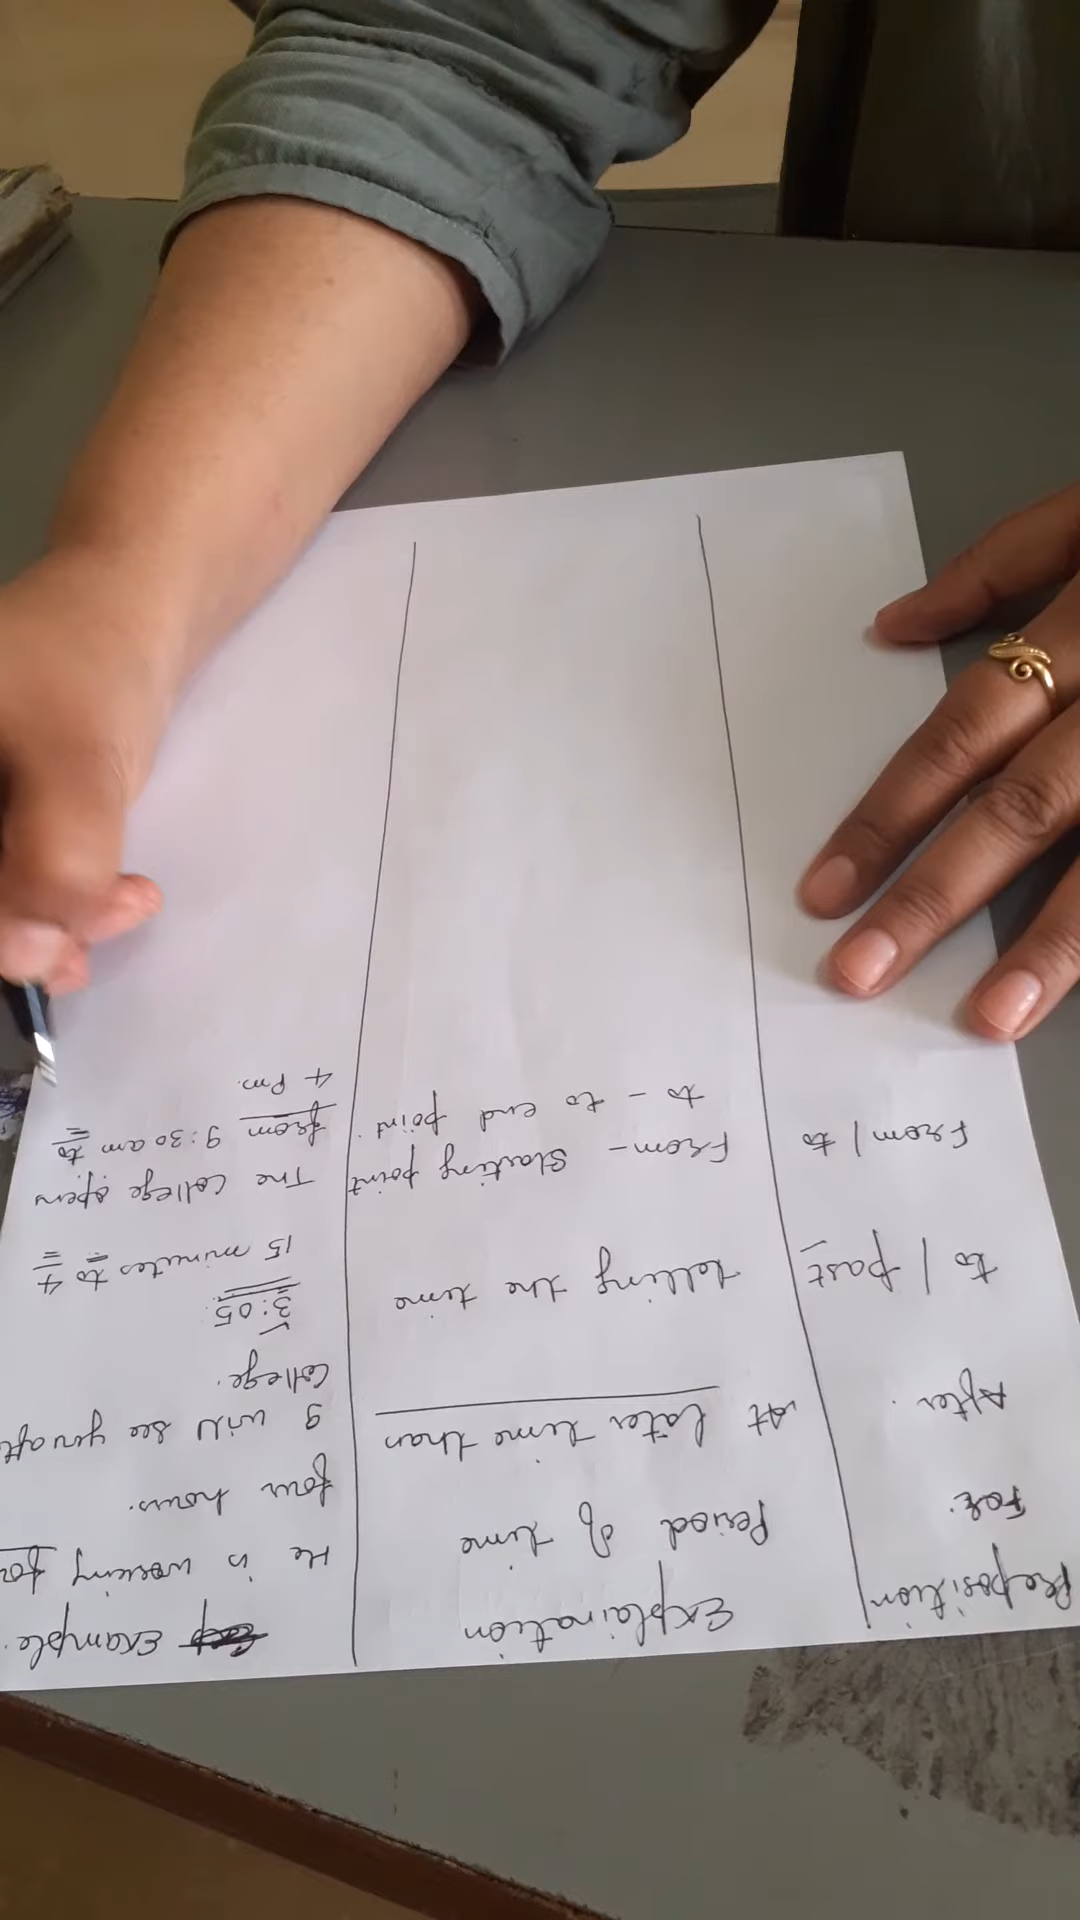 Preposition Explaination Example.
For. Period of time He is working for
four hours.
After. At later time than I will see you afte
College.
to / past telling the time 3:05
15 minutes to 4
From / to From - Starting point The College opens
to - to end point. from 9:30 am to
4 Pm.